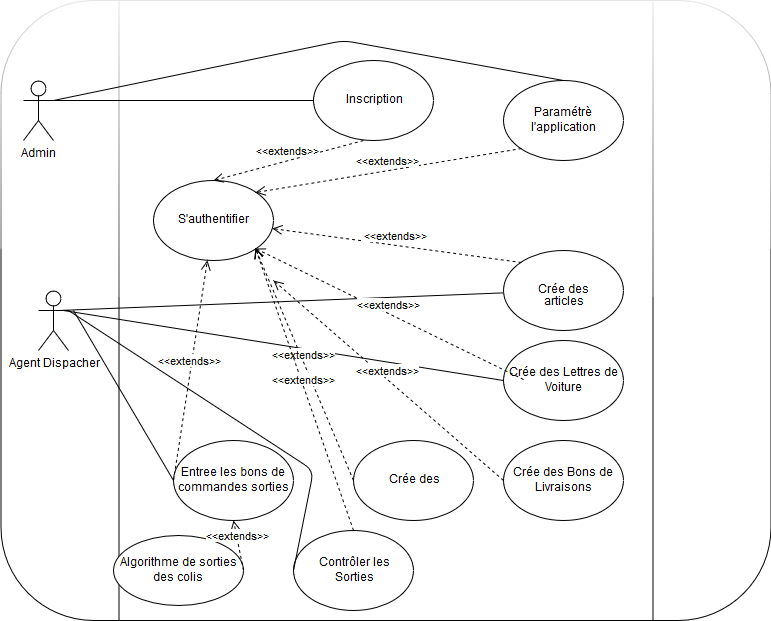 Inscription
Paramétrè
l'application
Admin
<<extends>>
<<extends>>
S'authentifier
<<extends>>
Crée des
articles
<<extends>>
Agent Dispacher
<<extends>>
<<extends>>
<<extends>>
<<extends>>
Crée des Lettres de
Voiture
Entree les bons de
commandes sorties
Crée des
Crée des Bons de
Livraisons
<<extends>>
Algorithme de sorties
des colis
Contrôler les
Sorties